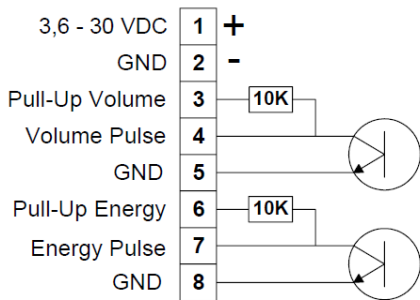 3,6 - 30 VDC 1 +
GND 2 -
Pull-Up Volume 3 10K
Volume Pulse 4
GND 5
Pull-Up Energy 6 10K
Energy Pulse 7
GND 8